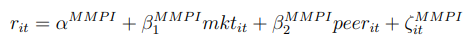 r_{it} = α^{MMPI} + β_1^{MMPI} mkt_{it} + β_2^{MMPI} peer_{it} + ζ_{it}^{MMPI}